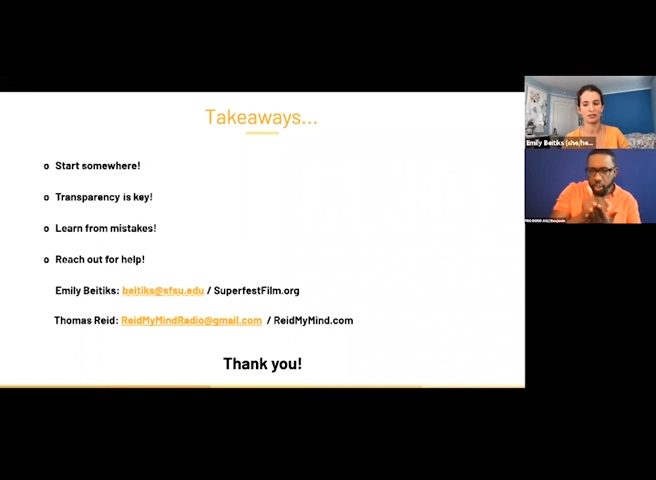 Takeaways...
o Start somewhere!
o Transparency is key!
o Learn from mistakes!
o Reach out for help!
Emily Beitiks: beitiks@sfsu.edu / SuperfestFilm.org
Thomas Reid: ReidMyMindRadio@gmail.com / ReidMyMind.com
Thank you!
Emily Beitiks (she/he...